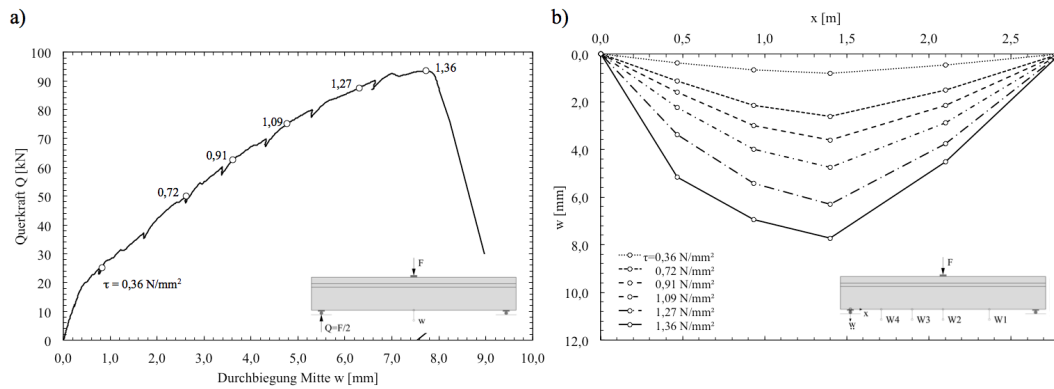 a)
100
90
80
70
60
50
40
30
20
10
0
Querkraft Q [kN]
0,0 1,0 2,0 3,0 4,0 5,0 6,0 7,0 8,0 9,0 10,0
Durchbiegung Mitte w [mm]
τ = 0,36 N/mm²
0,72
0,91
1,09
1,27
1,36
F
Q=F/2
w
b)
x [m]
0,0 0,5 1,0 1,5 2,0 2,
0,0
2,0
4,0
6,0
8,0
10,0
12,0
w [mm]
τ=0,36 N/mm²
0,72 N/mm²
0,91 N/mm²
1,09 N/mm²
1,27 N/mm²
1,36 N/mm²
F
x
w
W4 W3 W2 W1